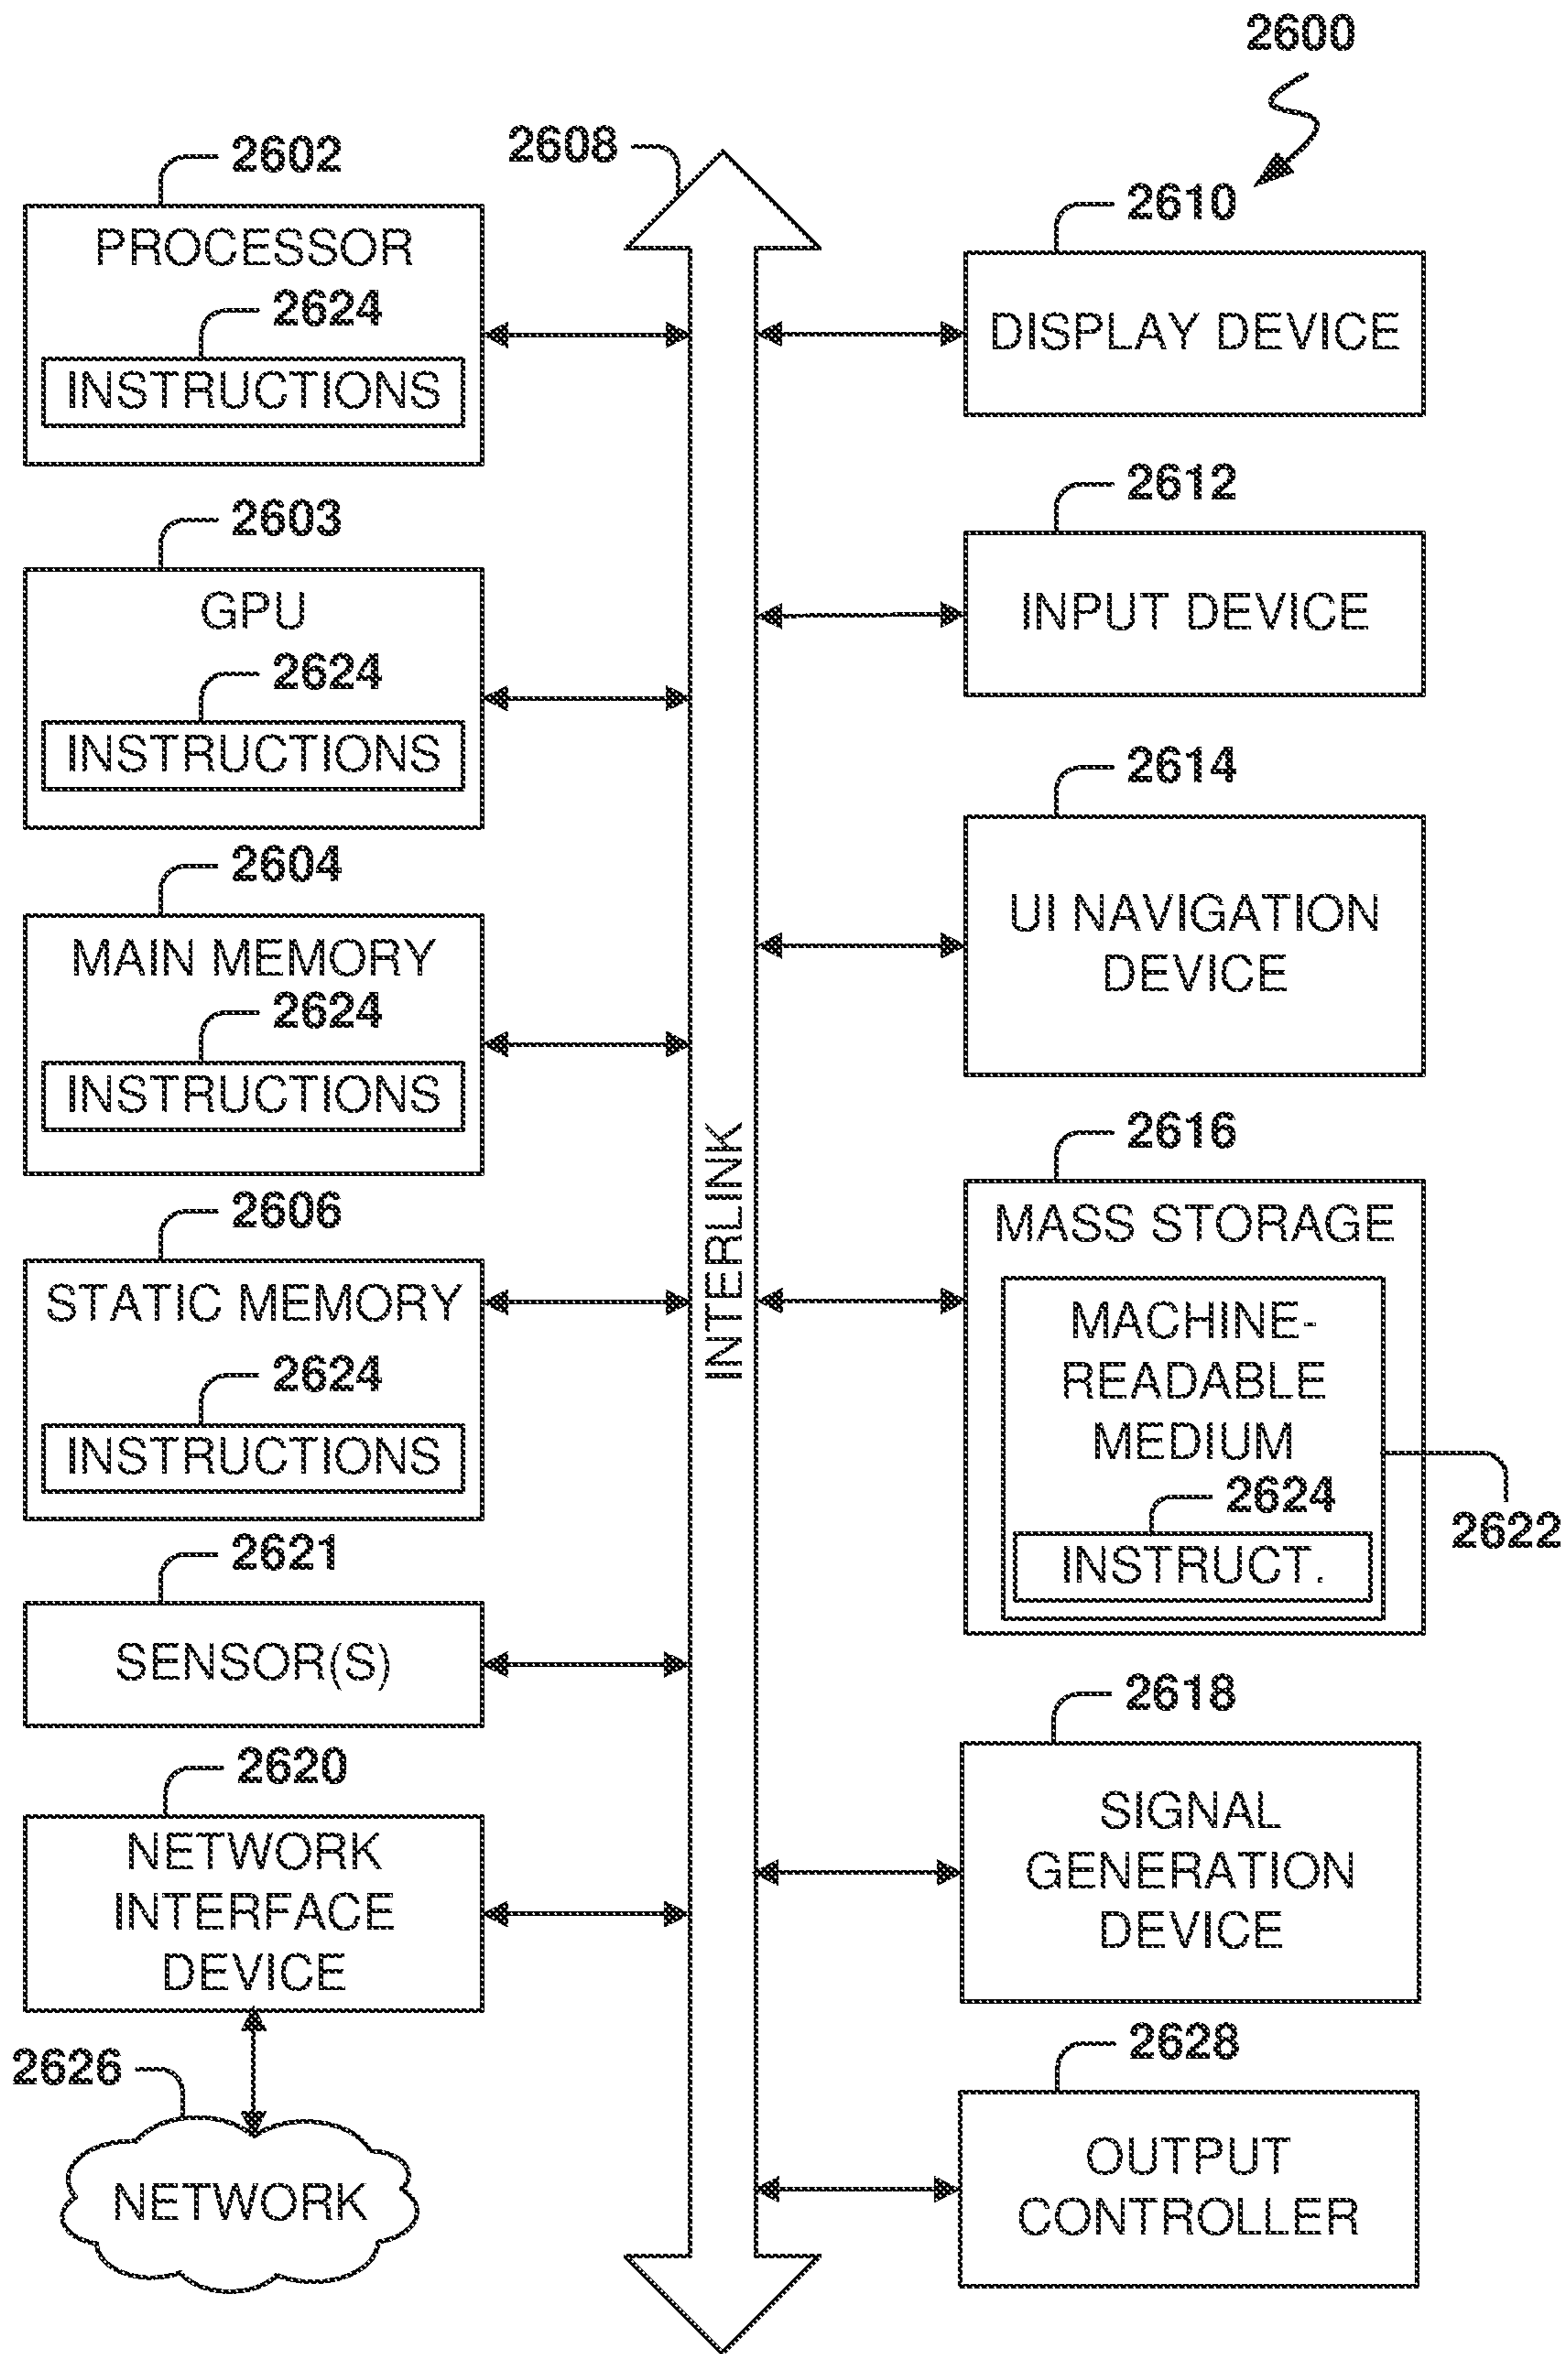 2600
2608
2602
PROCESSOR
2624
INSTRUCTIONS
2603
GPU
2624
INSTRUCTIONS
2604
MAIN MEMORY
2624
INSTRUCTIONS
2606
STATIC MEMORY
2624
INSTRUCTIONS
2621
SENSOR(S)
2620
NETWORK
INTERFACE
DEVICE
2626
NETWORK
INTERLINK
2610
DISPLAY DEVICE
2612
INPUT DEVICE
2614
UI NAVIGATION
DEVICE
2616
MASS STORAGE
MACHINE-
READABLE
MEDIUM
2624
INSTRUCT.
2622
2618
SIGNAL
GENERATION
DEVICE
2628
OUTPUT
CONTROLLER